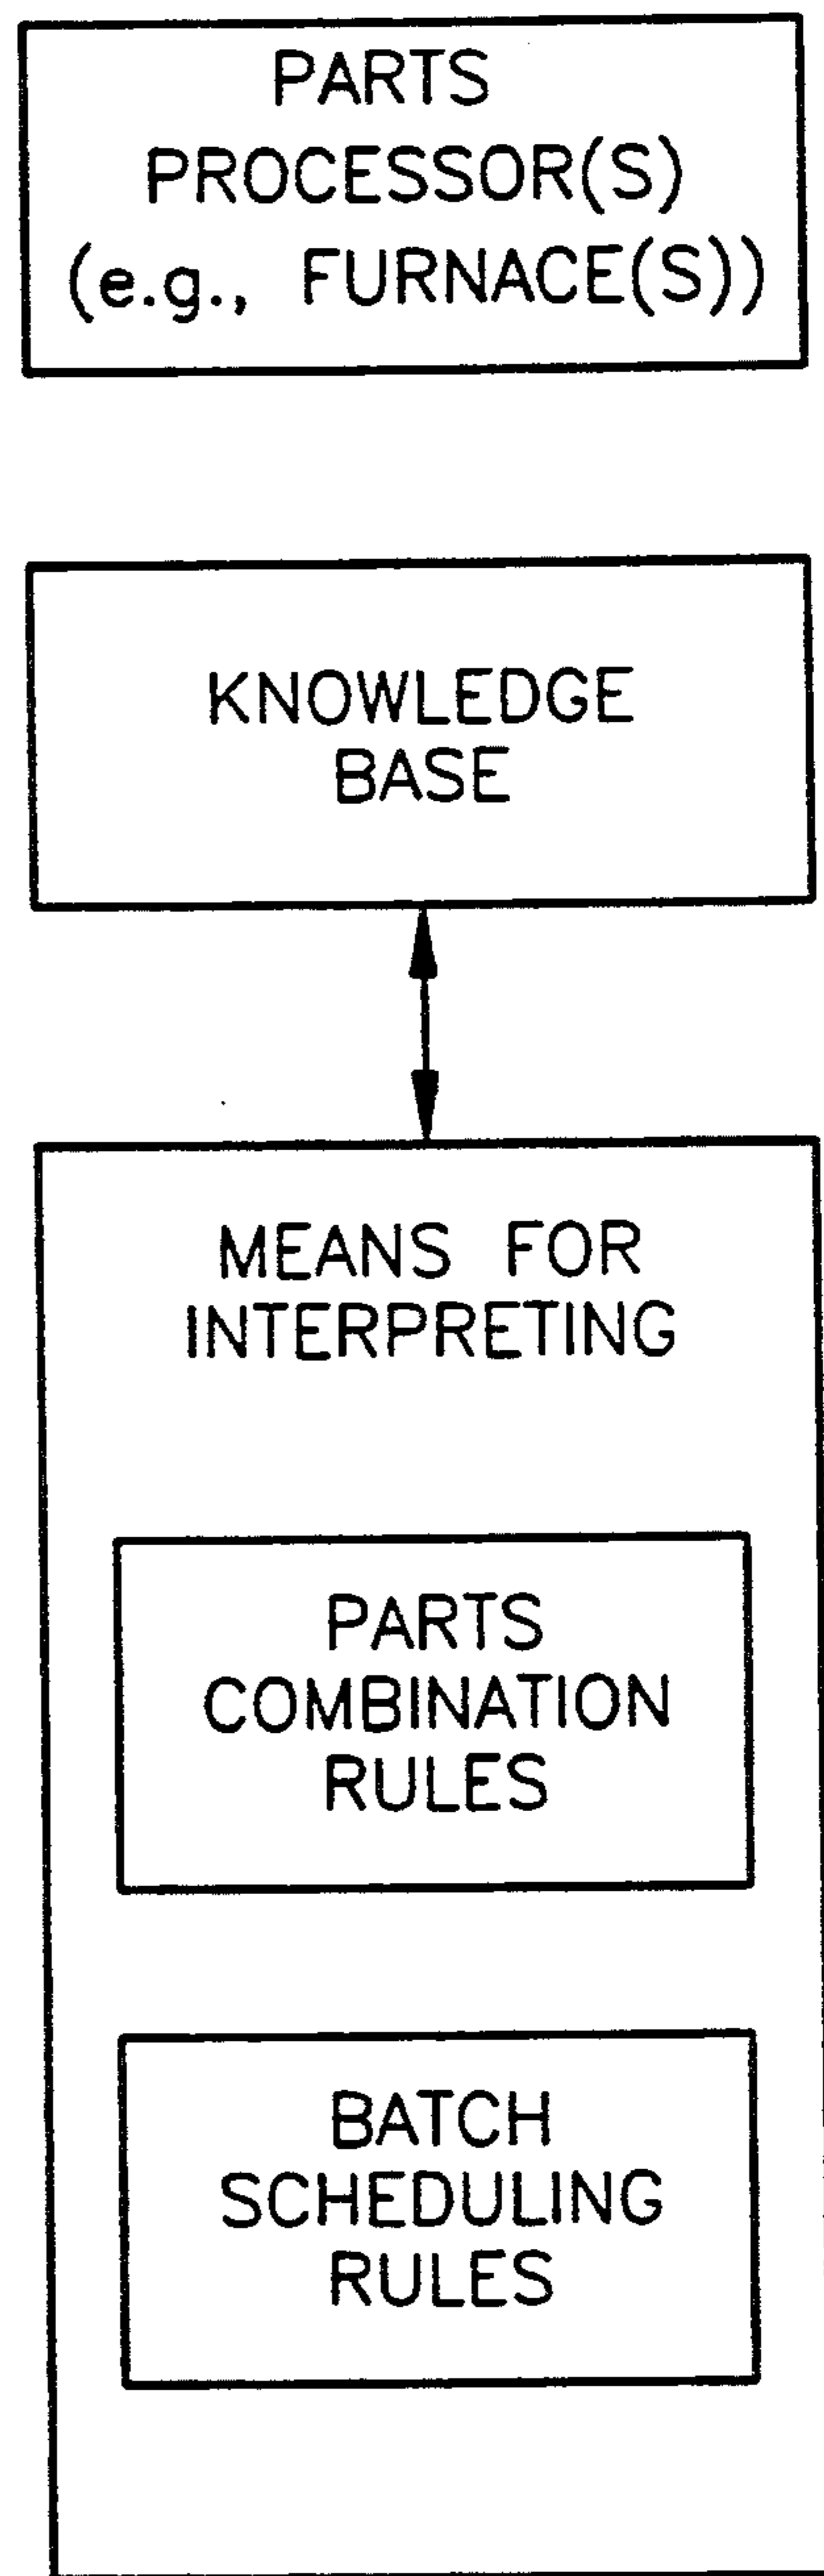 PARTS
PROCESSOR(S)
(e.g., FURNACE(S))
KNOWLEDGE
BASE
MEANS FOR
INTERPRETING
PARTS
COMBINATION
RULES
BATCH
SCHEDULING
RULES